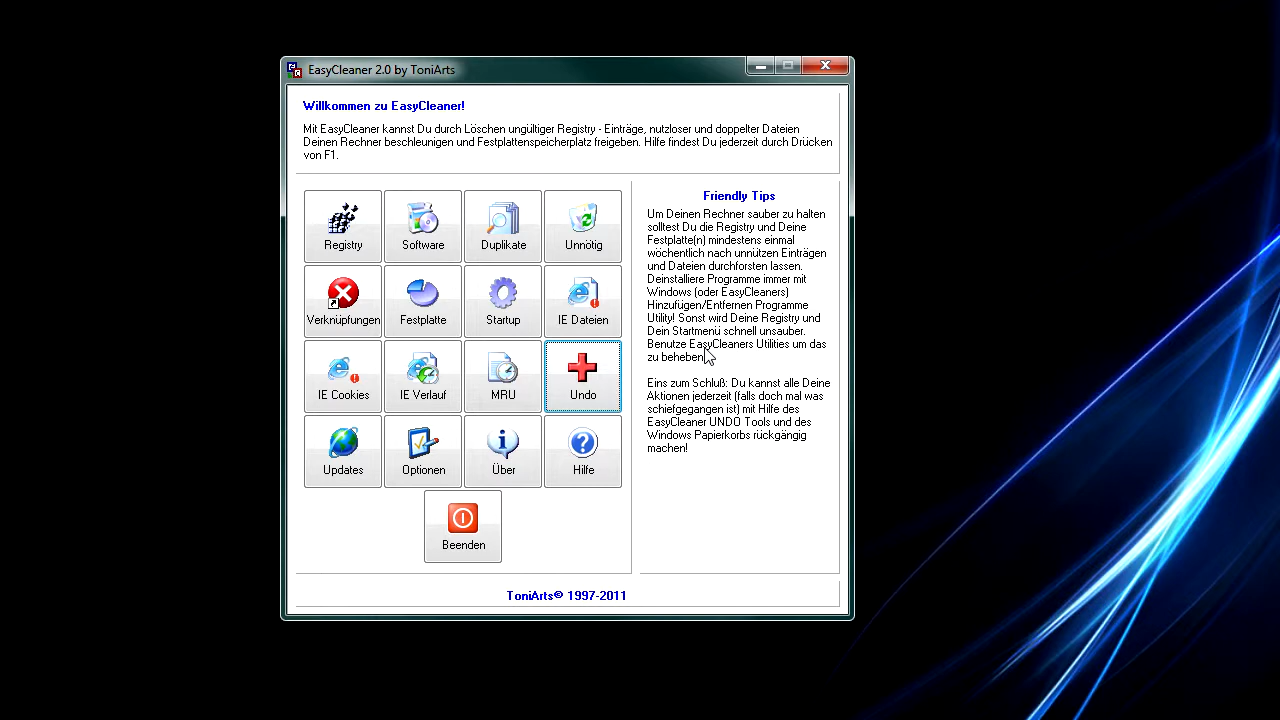 EasyCleaner 2.0 by ToniArts
Willkommen zu EasyCleaner!
Mit EasyCleaner kannst Du durch Löschen ungültiger Registry - Einträge, nutzloser und doppelter Dateien
Deinen Rechner beschleunigen und Festplattenspeicherplatz freigeben. Hilfe findest Du jederzeit durch Drücken
von F1.
Registry
Software
Duplikate
Unnötig
Verknüpfungen
Festplatte
Startup
IE Dateien
IE Cookies
IE Verlauf
MRU
Undo
Updates
Optionen
Über
Hilfe
Beenden
Friendly Tips
Um Deinen Rechner sauber zu halten
solltest Du die Registry und Deine
Festplatte(n) mindestens einmal
wöchentlich nach unnützen Einträgen
und Dateien durchforsten lassen.
Deinstalliere Programme immer mit
Windows (oder EasyCleaners)
Hinzufügen/Entfernen Programme
Utility! Sonst wird Deine Registry und
Dein Startmenü schnell unsauber.
Benutze EasyCleaners Utilities um das
zu beheben.
Eins zum Schluß: Du kannst alle Deine
Aktionen jederzeit (falls doch mal was
schiefgegangen ist) mit Hilfe des
EasyCleaner UNDO Tools und des
Windows Papierkorbs rückgängig
machen!
ToniArts© 1997-2011